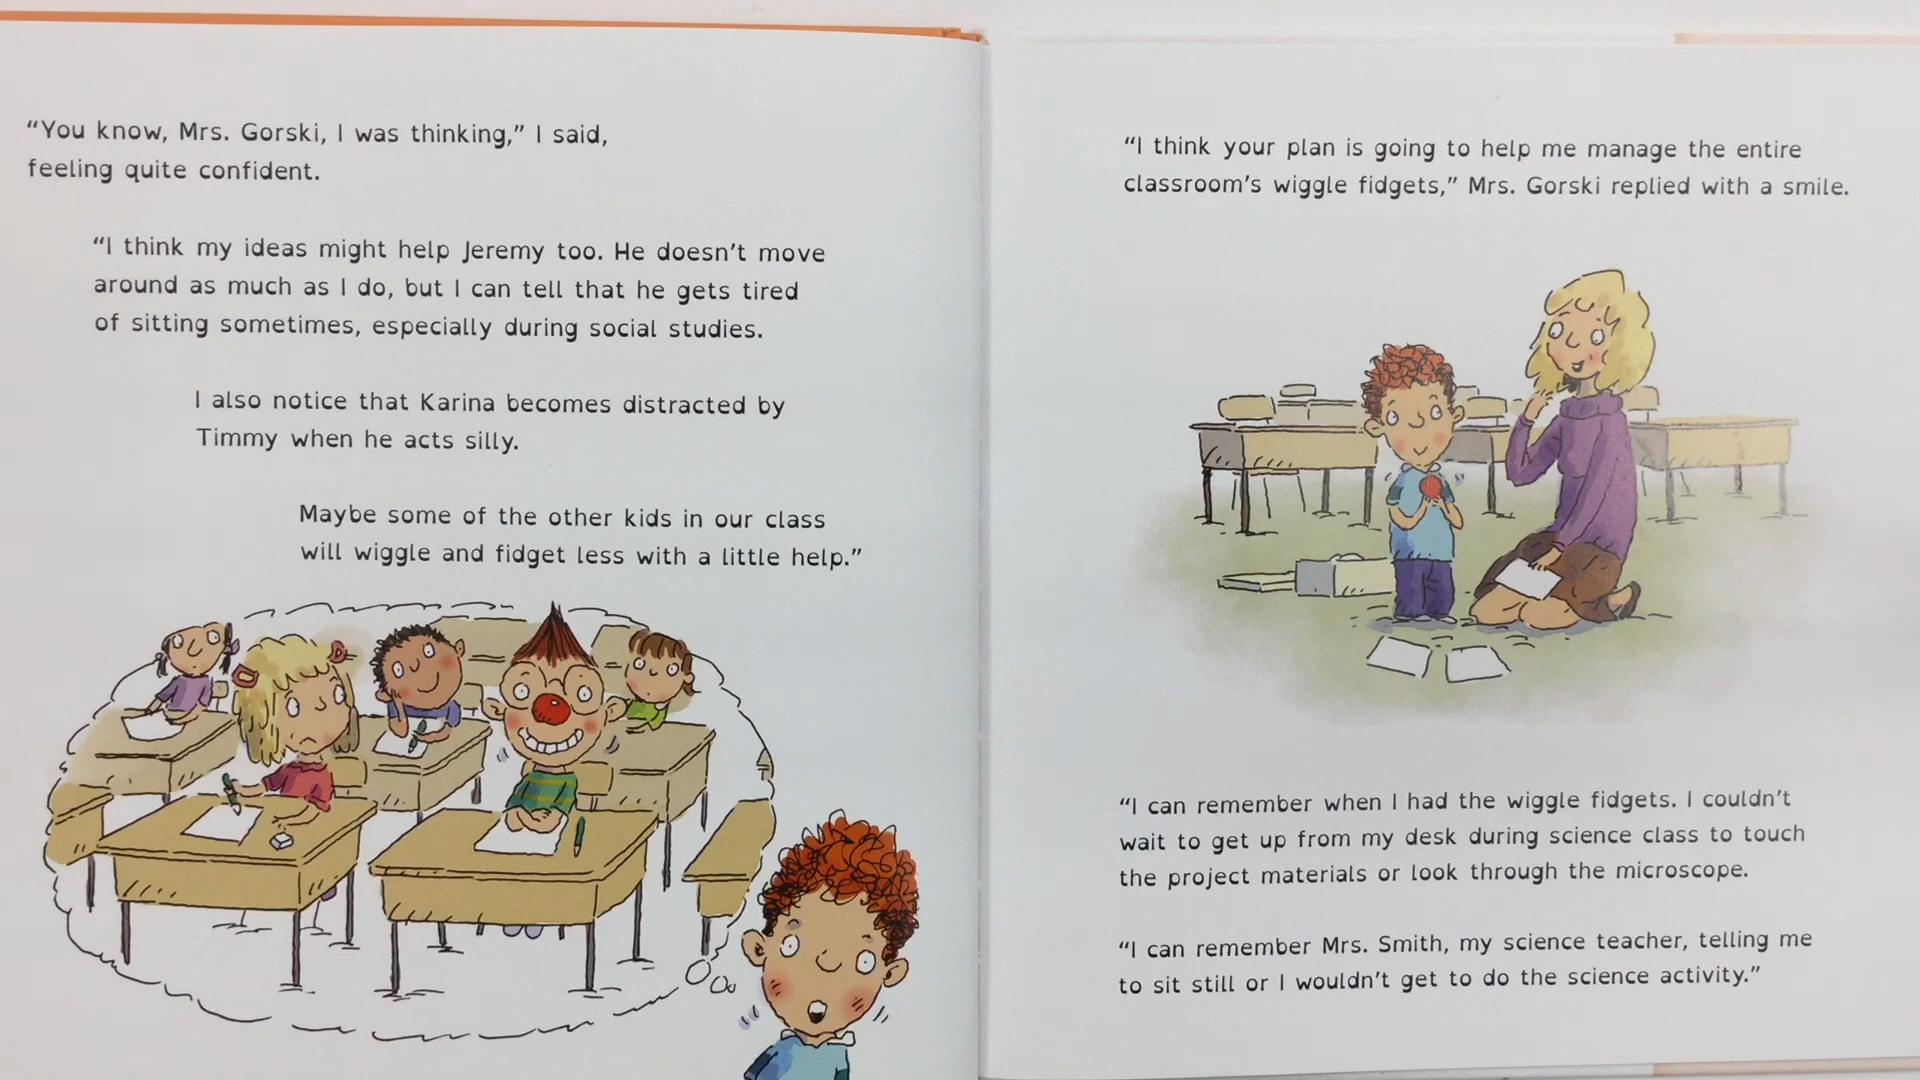 “You know, Mrs. Gorski, I was thinking,” I said,
feeling quite confident.
“I think my ideas might help Jeremy too. He doesn’t move
around as much as I do, but I can tell that he gets tired
of sitting sometimes, especially during social studies.
I also notice that Karina becomes distracted by
Timmy when he acts silly.
Maybe some of the other kids in our class
will wiggle and fidget less with a little help.”
“I think your plan is going to help me manage the entire
classroom’s wiggle fidgets,” Mrs. Gorski replied with a smile.
“I can remember when I had the wiggle fidgets. I couldn’t
wait to get up from my desk during science class to touch
the project materials or look through the microscope.
“I can remember Mrs. Smith, my science teacher, telling me
to sit still or I wouldn’t get to do the science activity.”